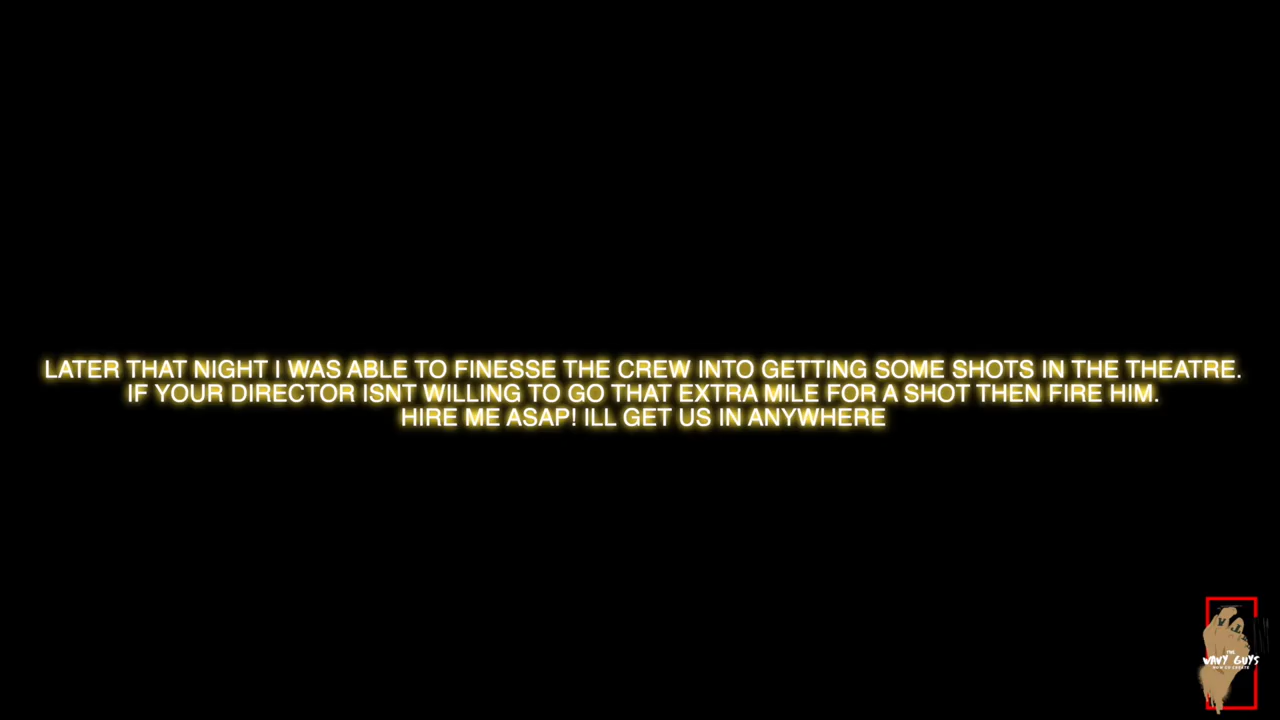 LATER THAT NIGHT I WAS ABLE TO FINESSE THE CREW INTO GETTING SOME SHOTS IN THE THEATRE.
IF YOUR DIRECTOR ISNT WILLING TO GO THAT EXTRA MILE FOR A SHOT THEN FIRE HIM.
HIRE ME ASAP! ILL GET US IN ANYWHERE
THE
WAVY GUYS